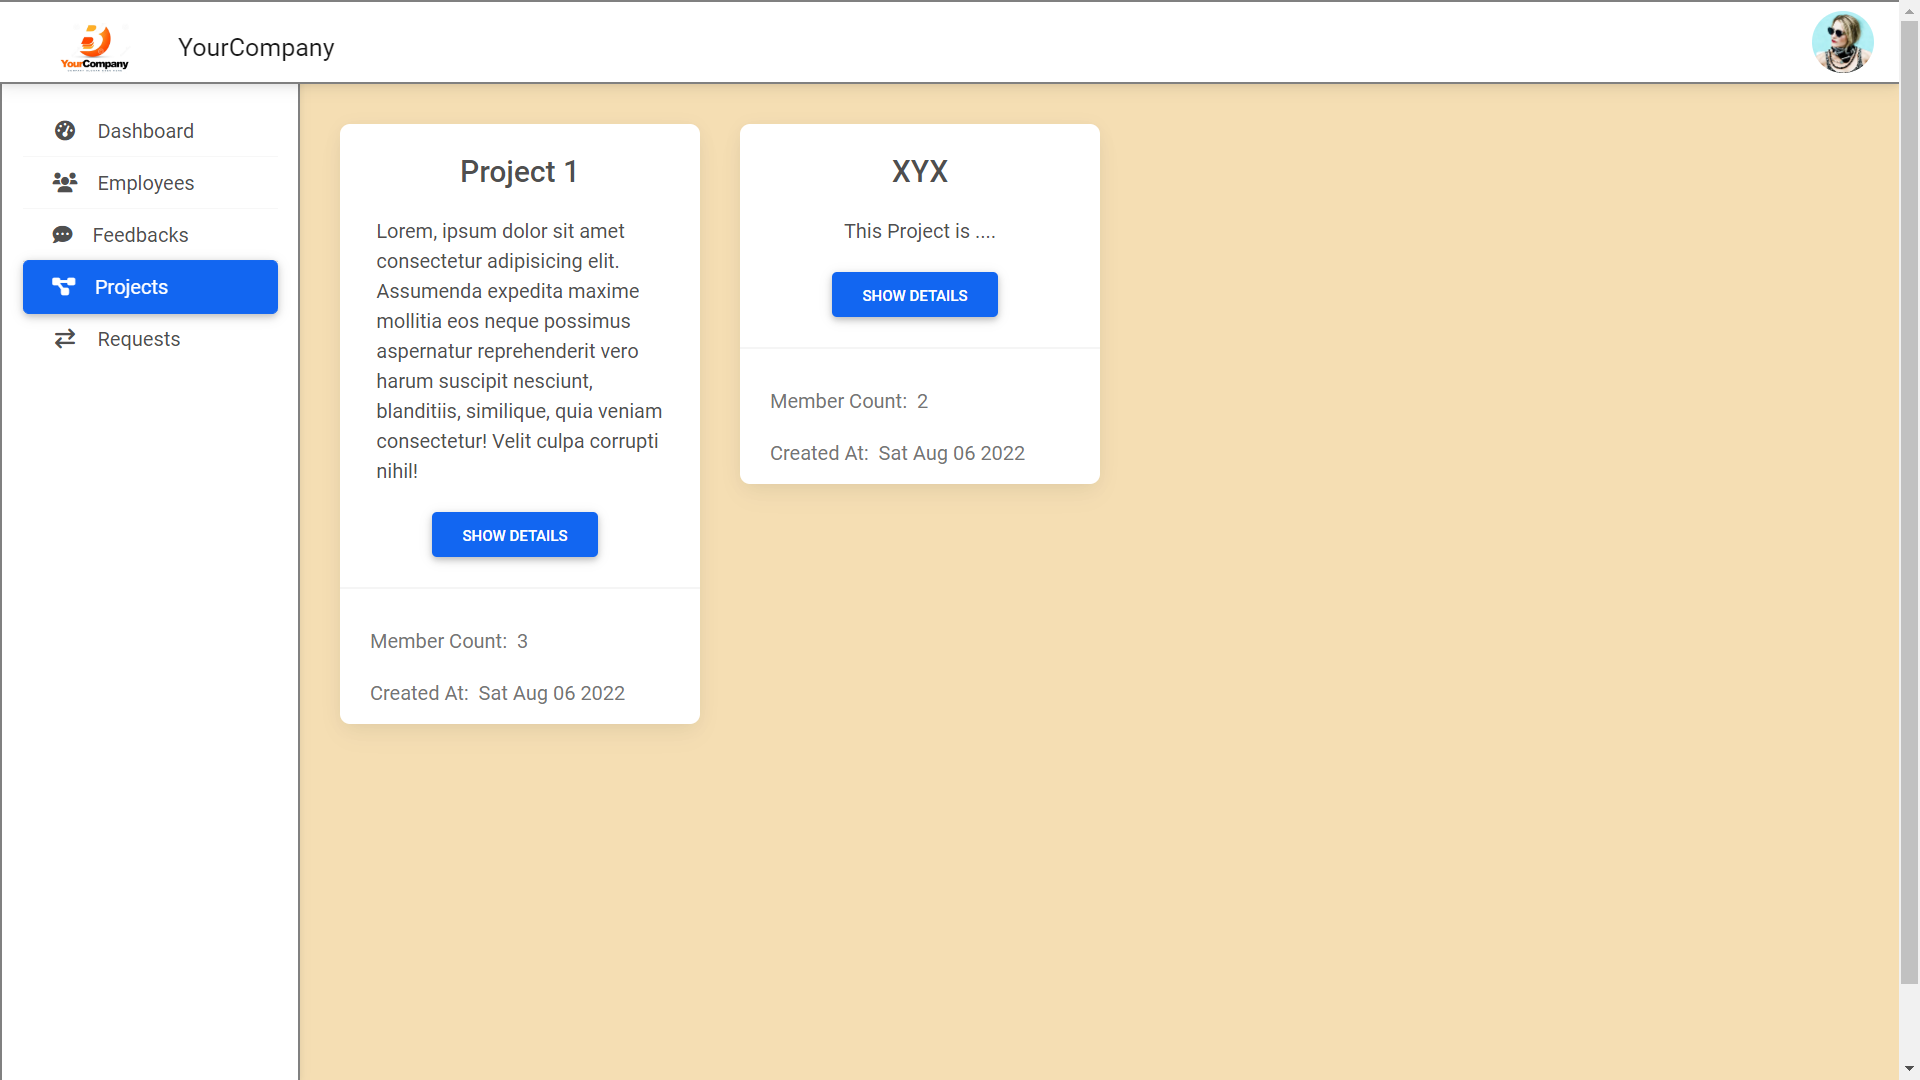 YourCompany
YourCompany
Dashboard
Employees
Feedbacks
Projects
Requests
Project 1
Lorem, ipsum dolor sit amet
consectetur adipisicing elit.
Assumenda expedita maxime
mollitia eos neque possimus
aspernatur reprehenderit vero
harum suscipit nesciunt,
blanditiis, similique, quia veniam
consectetur! Velit culpa corrupti
nihil!
SHOW DETAILS
Member Count: 3
Created At: Sat Aug 06 2022
XYX
This Project is ....
SHOW DETAILS
Member Count: 2
Created At: Sat Aug 06 2022